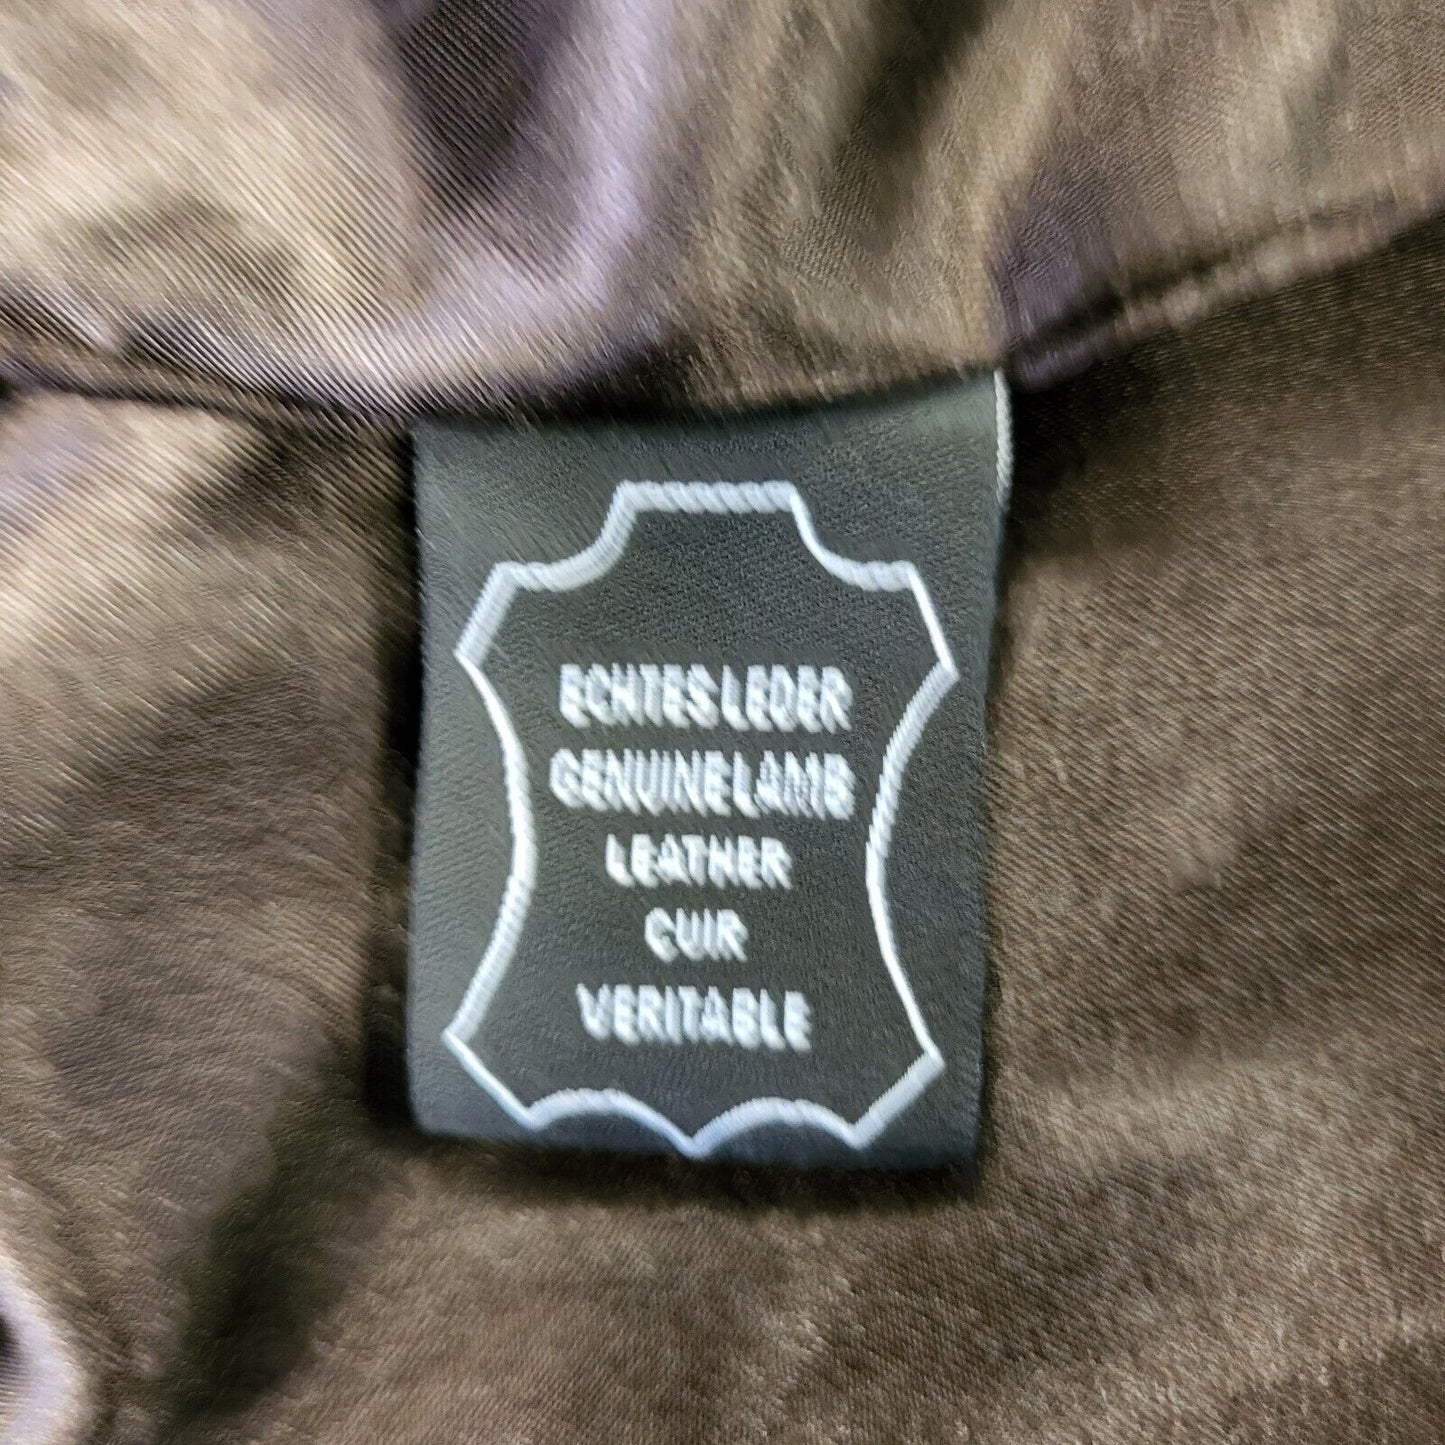 ECHTES LEDER
GENUINE LAMB
LEATHER
CUIR
VERITABLE